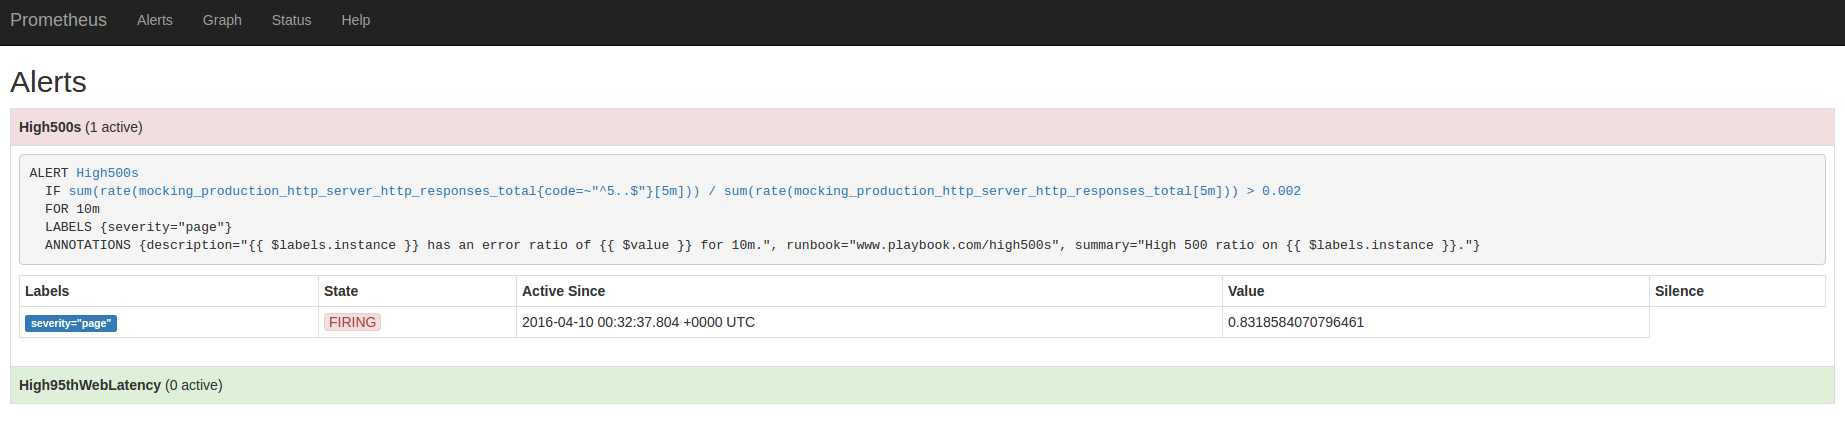 Prometheus Alerts Graph Status Help
Alerts
High500s (1 active)
ALERT High500s
IF sum(rate(mocking_production_http_server_http_responses_total{code=~"^5..$"}[5m])) / sum(rate(mocking_production_http_server_http_responses_total[5m])) > 0.002
FOR 10m
LABELS {severity="page"}
ANNOTATIONS {description="{{ $labels.instance }} has an error ratio of {{ $value }} for 10m.", runbook="www.playbook.com/high500s", summary="High 500 ratio on {{ $labels.instance }}."}
Labels State Active Since Value Silence
severity="page" FIRING 2016-04-10 00:32:37.804 +0000 UTC 0.8318584070796461
High95thWebLatency (0 active)